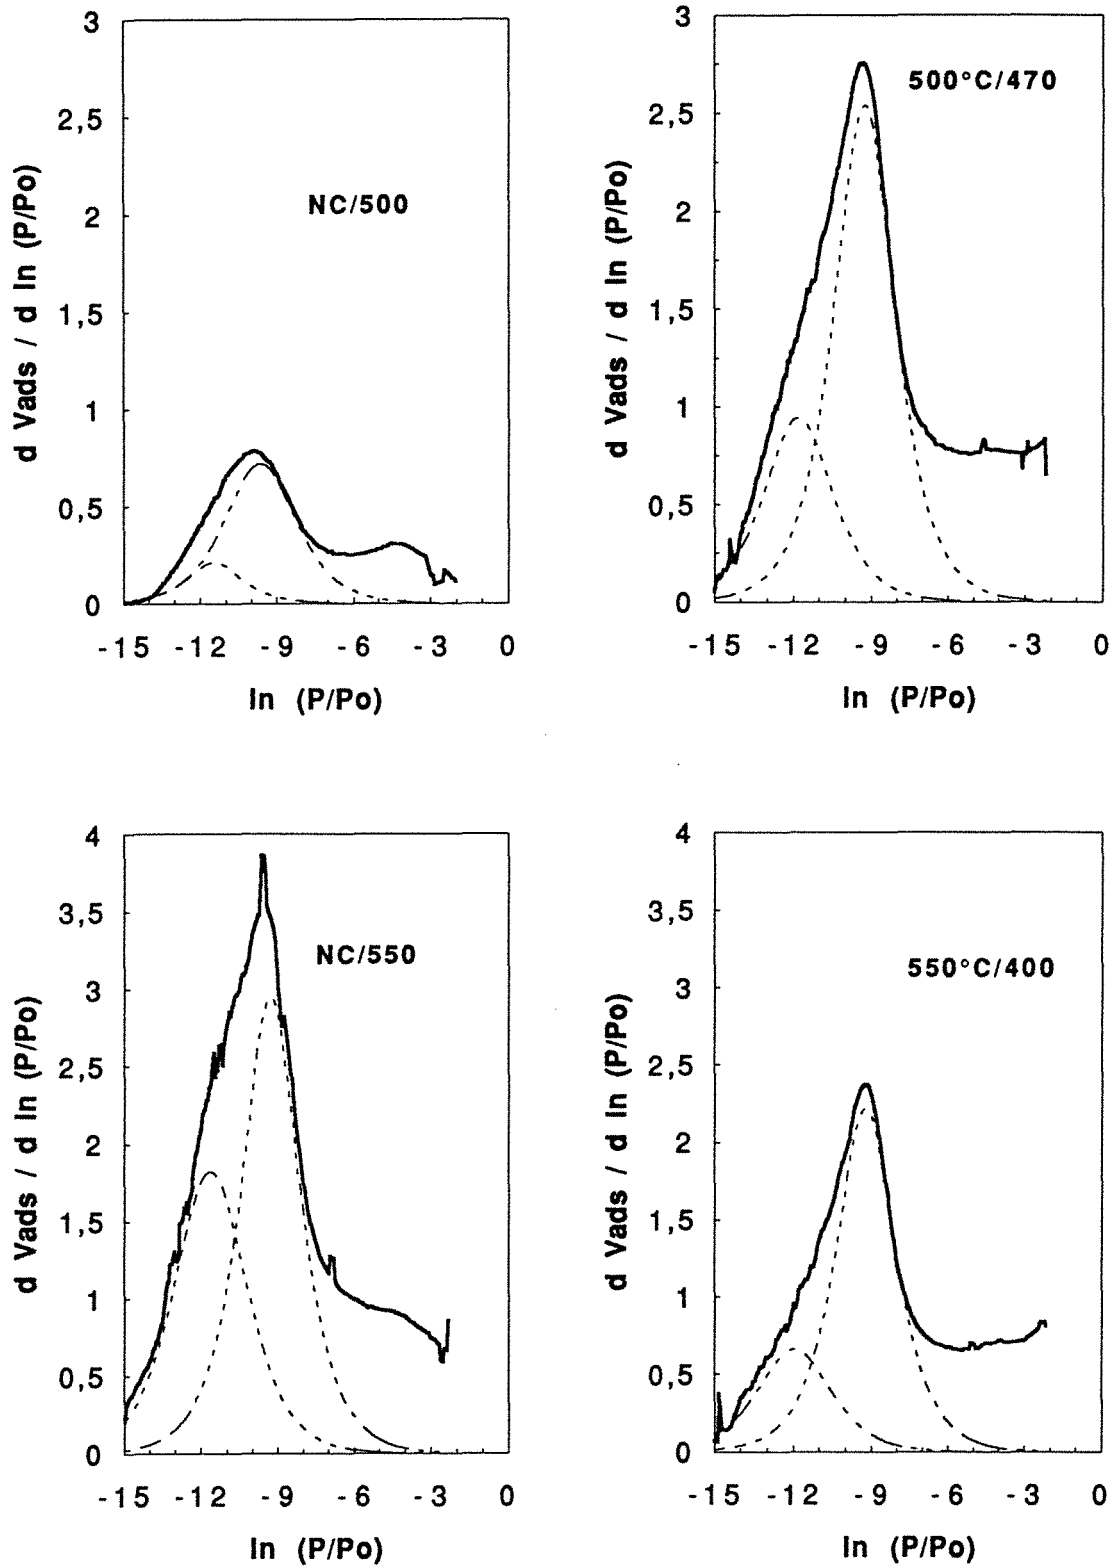 3
2,5
2
1,5
1
0,5
0
d Vads / d ln (P/Po)
NC/500
-15 -12 -9 -6 -3 0
ln (P/Po)
3
2,5
2
1,5
1
0,5
0
d Vads / d ln (P/Po)
500°C/470
-15 -12 -9 -6 -3 0
ln (P/Po)
4
3,5
3
2,5
2
1,5
1
0,5
0
d Vads / d ln (P/Po)
NC/550
-15 -12 -9 -6 -3 0
ln (P/Po)
4
3,5
3
2,5
2
1,5
1
0,5
0
d Vads / d ln (P/Po)
550°C/400
-15 -12 -9 -6 -3 0
ln (P/Po)